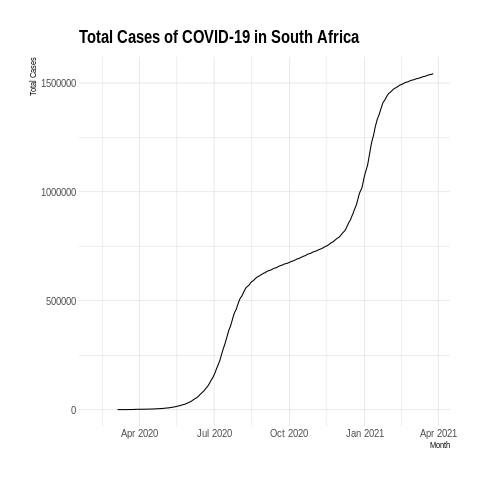 Total Cases of COVID-19 in South Africa
Total Cases
1500000
1000000
500000
0
Apr 2020 Jul 2020 Oct 2020 Jan 2021 Apr 2021
Month